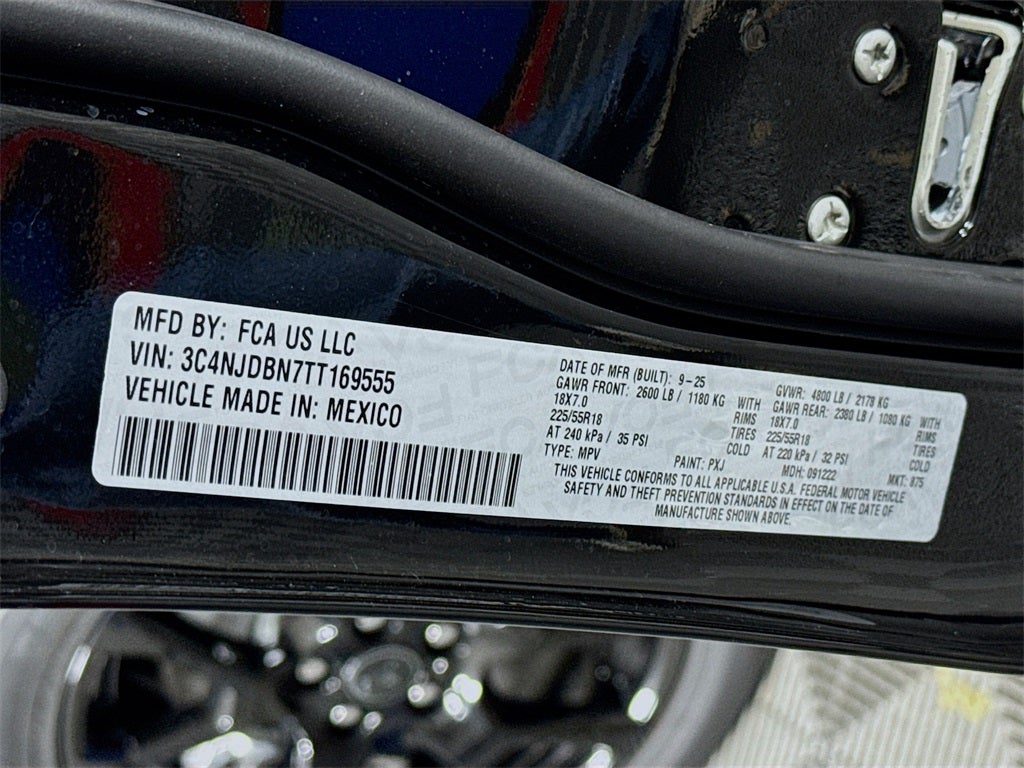 MFD BY: FCA US LLC
VIN: 3C4NJDBN7TT169555
VEHICLE MADE IN: MEXICO
DATE OF MFR (BUILT): 9-25
GVWR: 4800 LB / 2178 KG
GAWR FRONT: 2600 LB / 1180 KG WITH
GAWR REAR: 2380 LB / 1080 KG WITH
18X7.0 RIMS
18X7.0 RIMS
225/55R18 TIRES
225/55R18 TIRES
AT 240 kPa / 35 PSI COLD
AT 220 kPa / 32 PSI COLD
TYPE: MPV PAINT: PXJ MDH: 091222 MKT: 875
THIS VEHICLE CONFORMS TO ALL APPLICABLE U.S.A. FEDERAL MOTOR VEHICLE
SAFETY AND THEFT PREVENTION STANDARDS IN EFFECT ON THE DATE OF
MANUFACTURE SHOWN ABOVE.